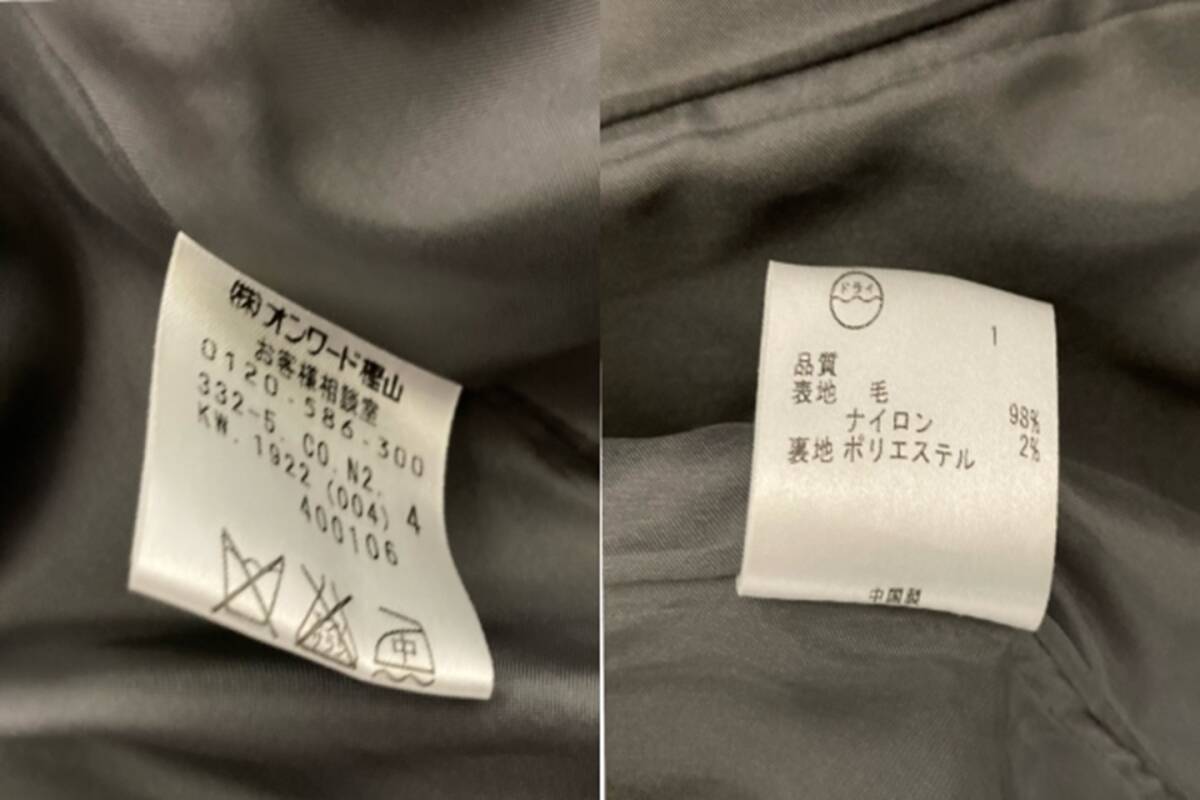 (株)オンワード樫山
お客様相談室
0120-586-300
332-5. CO.N2. 4
KW-1922 (004)
400106
中
ドライ
1
品質
表地 毛 98%
ナイロン 2%
裏地 ポリエステル
中国製